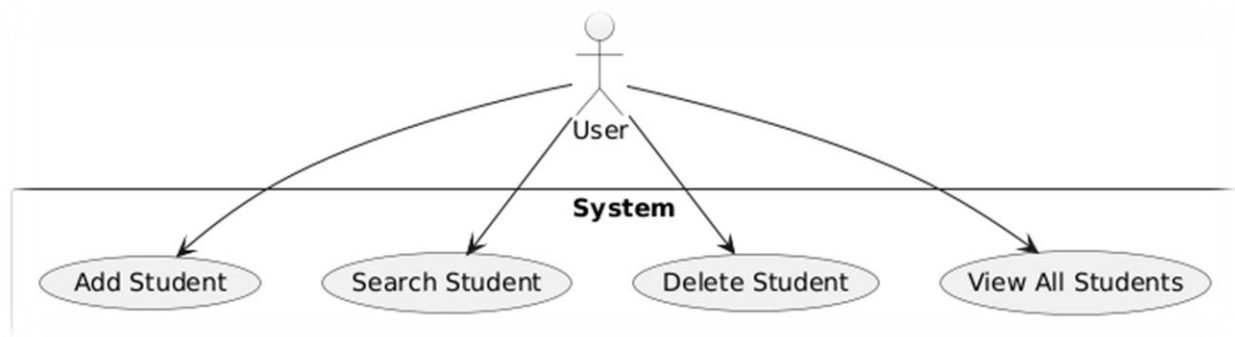 User
System
Add Student
Search Student
Delete Student
View All Students